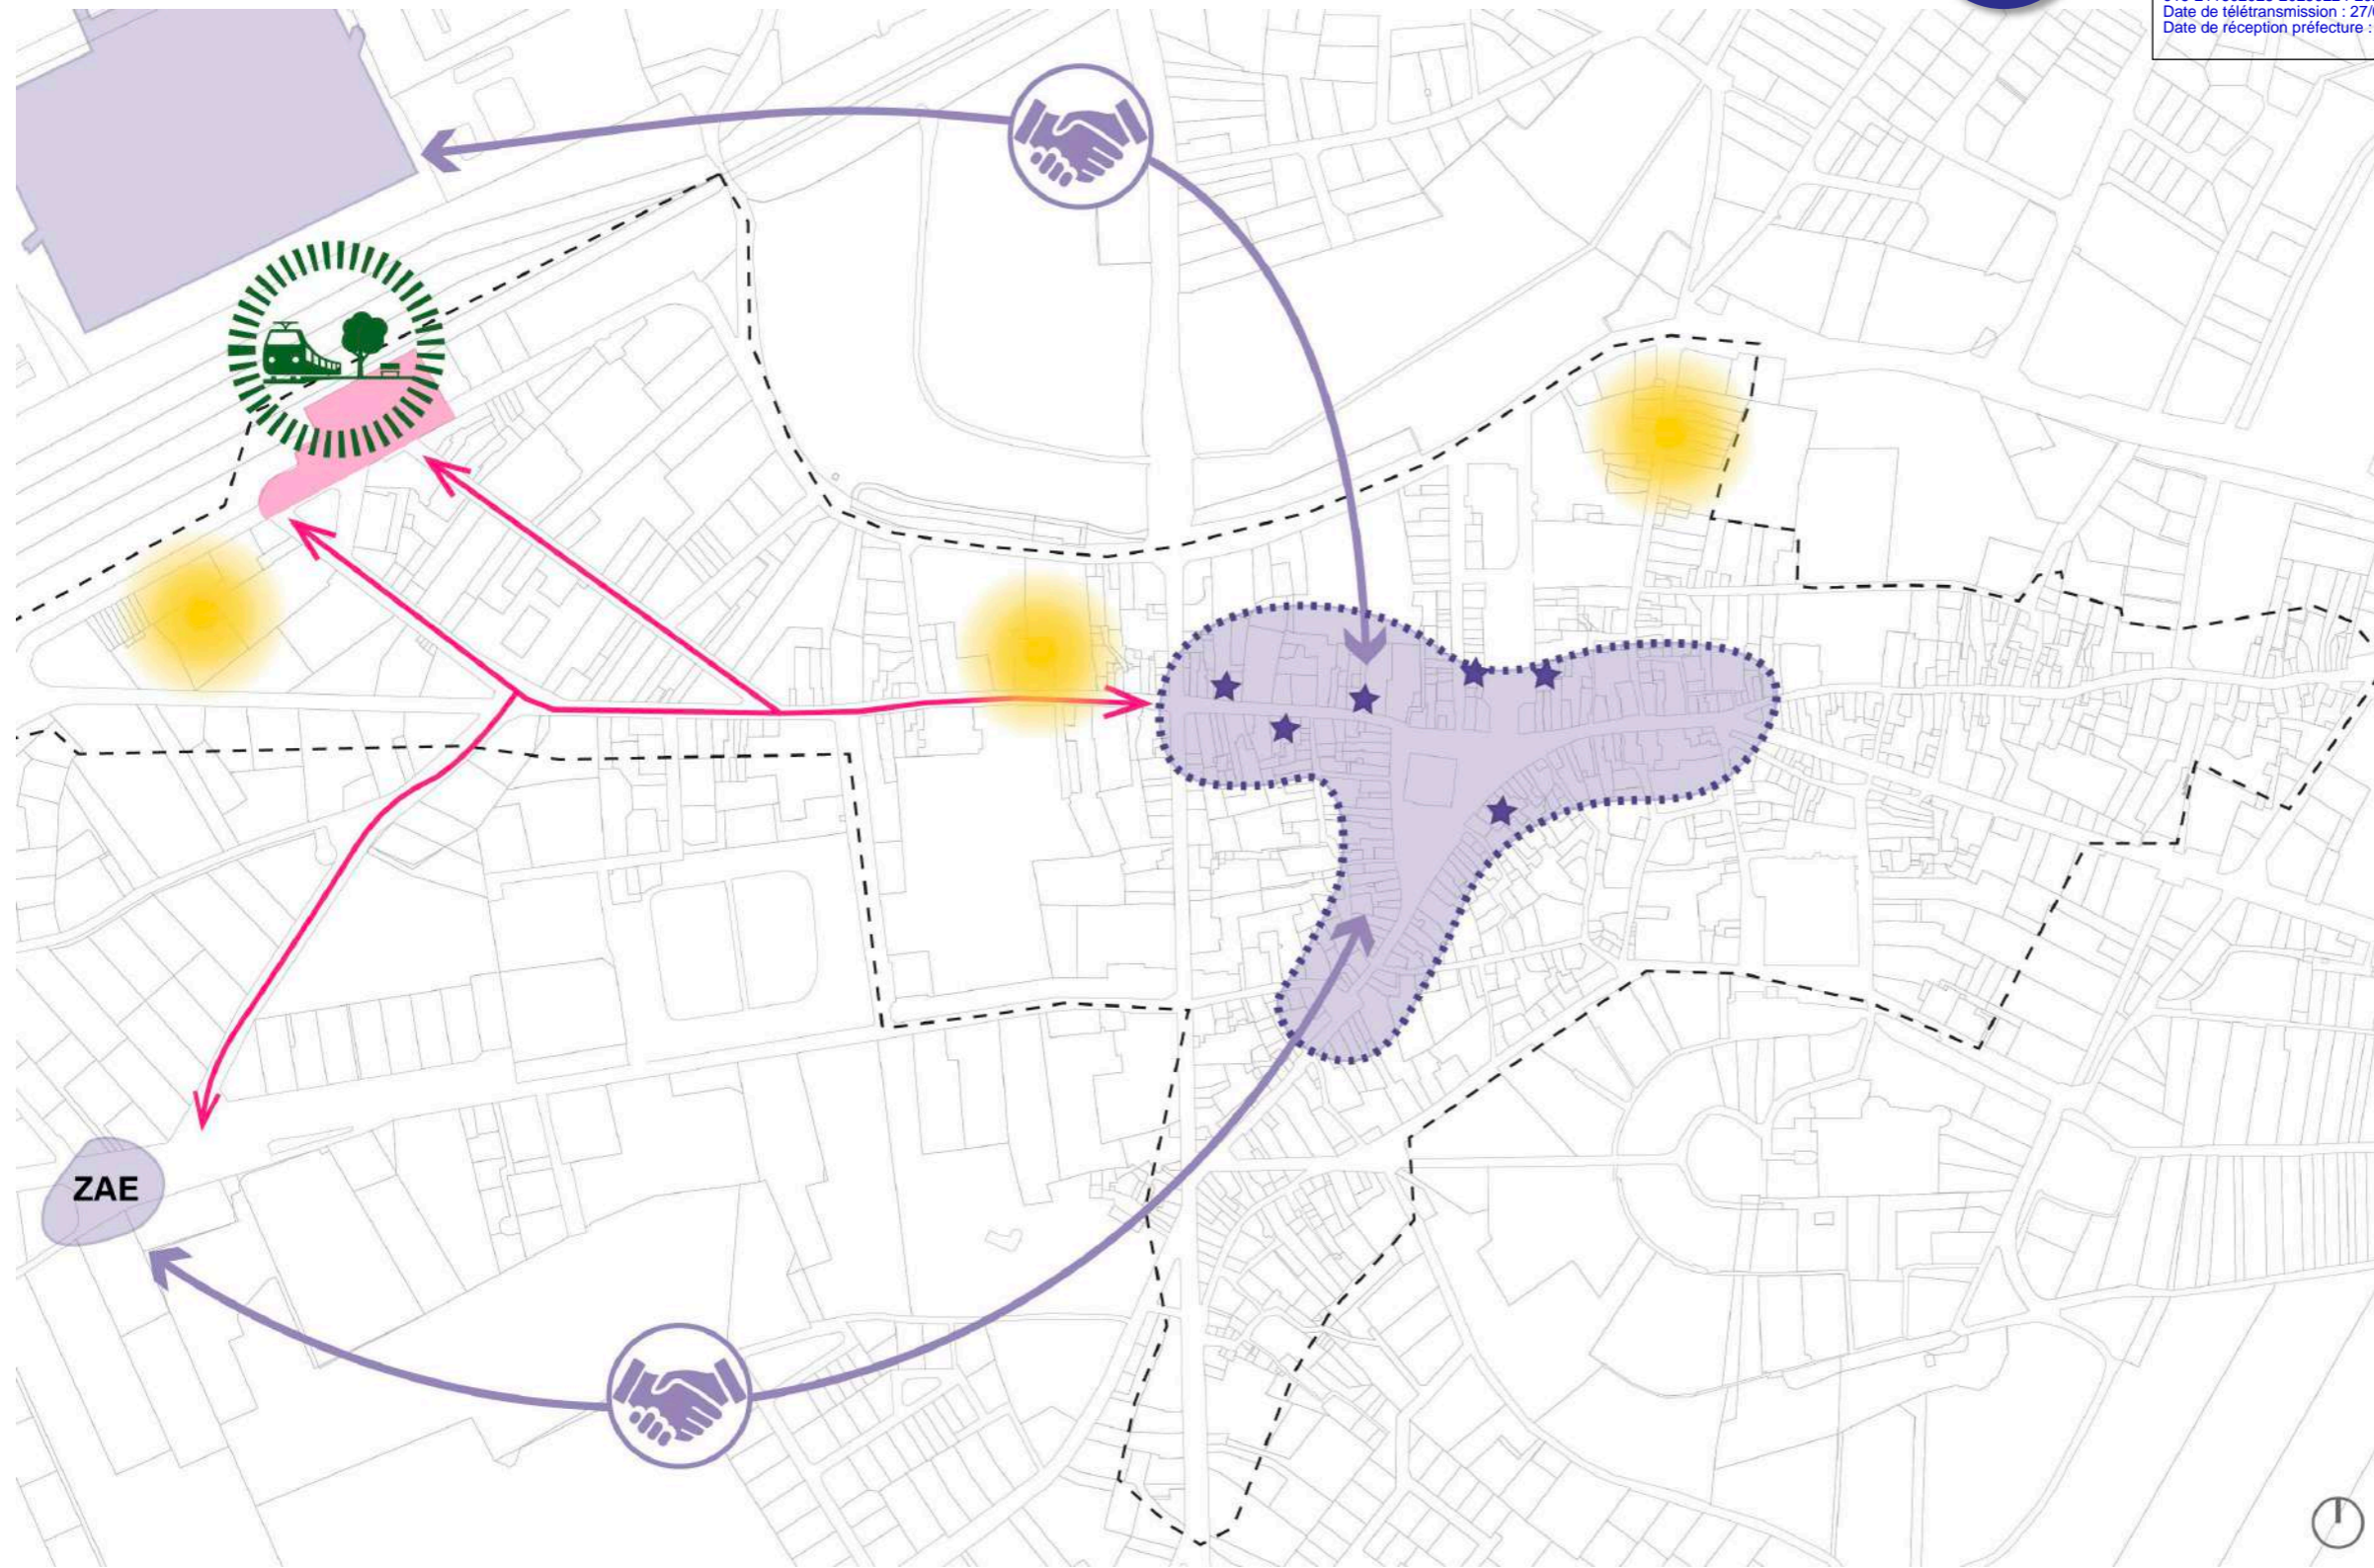 Date de télétransmission : 27/
Date de réception préfecture :
ZAE